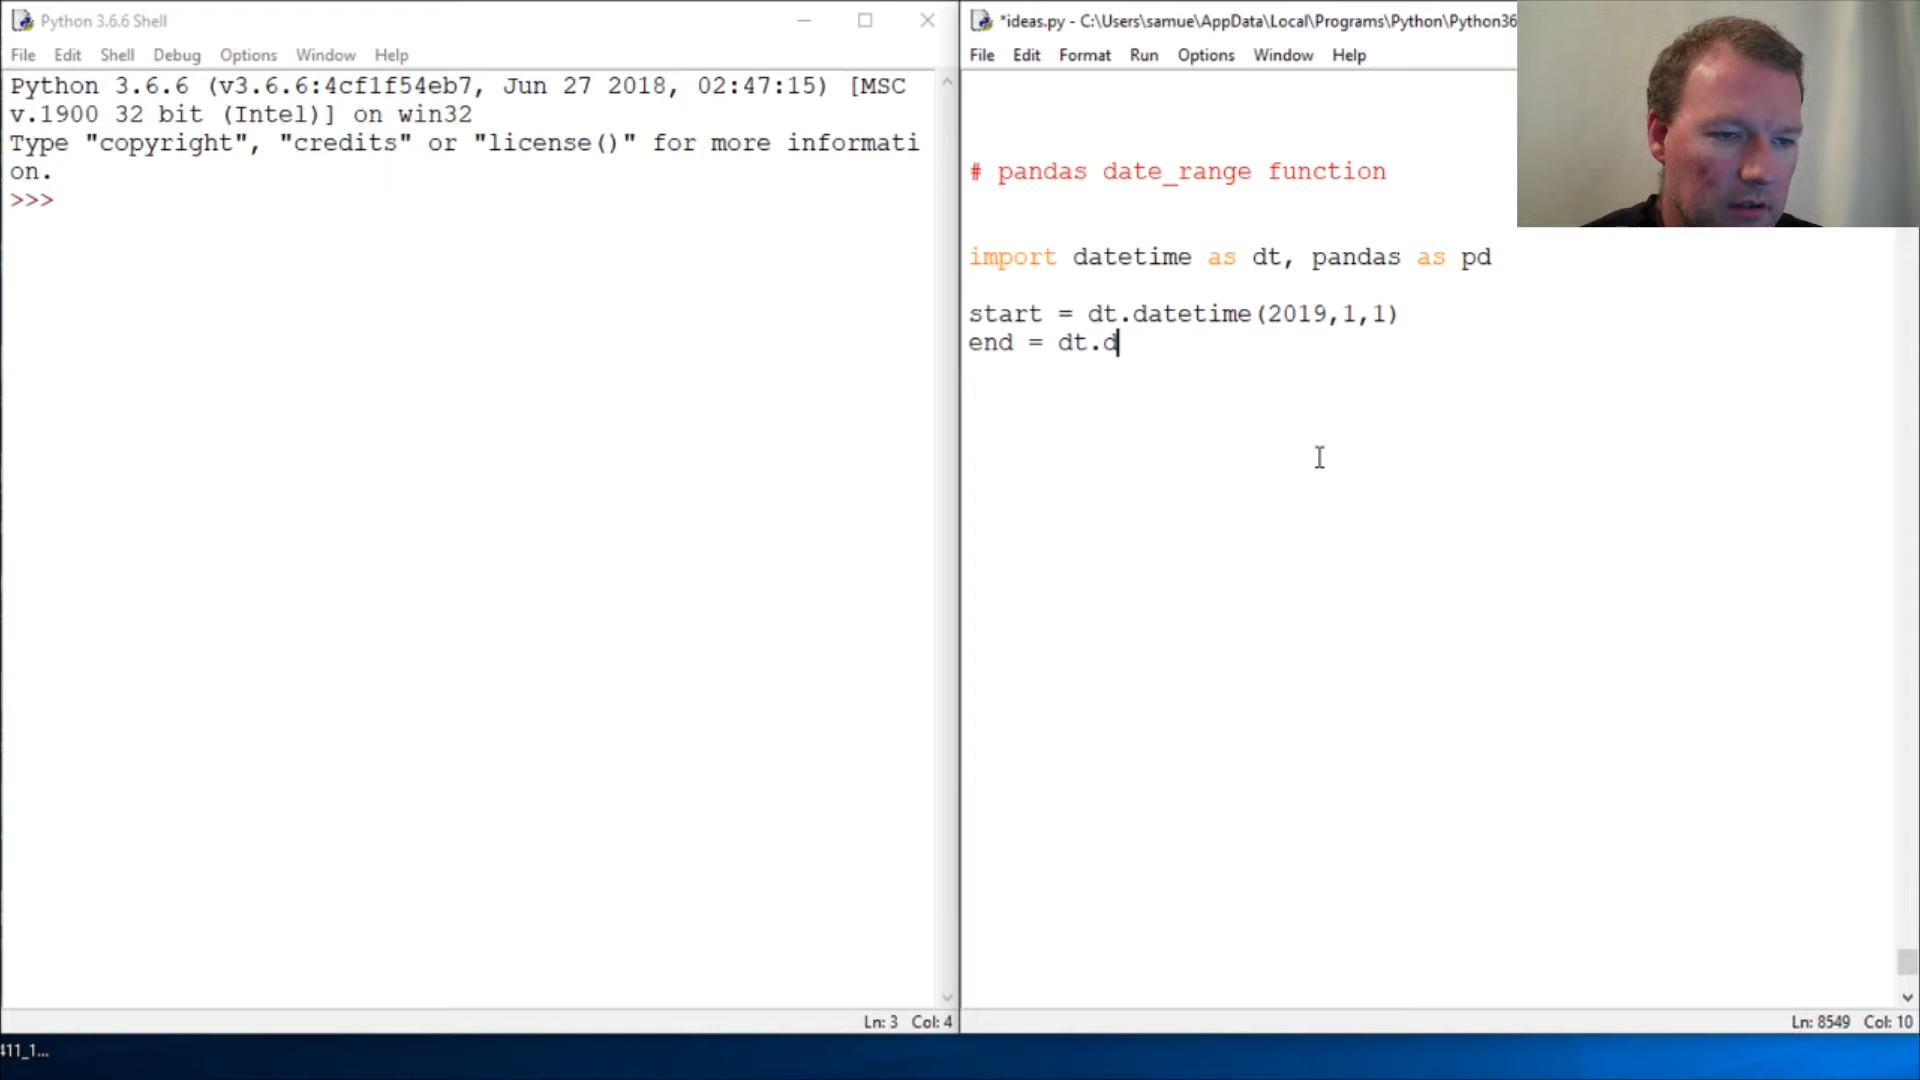 Python 3.6.6 Shell
File Edit Shell Debug Options Window Help
Python 3.6.6 (v3.6.6:4cf1f54eb7, Jun 27 2018, 02:47:15) [MSC
v.1900 32 bit (Intel)] on win32
Type "copyright", "credits" or "license()" for more informati
on.
>>>
Ln: 3 Col: 4
*ideas.py - C:\Users\samue\AppData\Local\Programs\Python\Python36
File Edit Format Run Options Window Help
# pandas date_range function
import datetime as dt, pandas as pd
start = dt.datetime(2019,1,1)
end = dt.d
Ln: 8549 Col: 10
411_1...